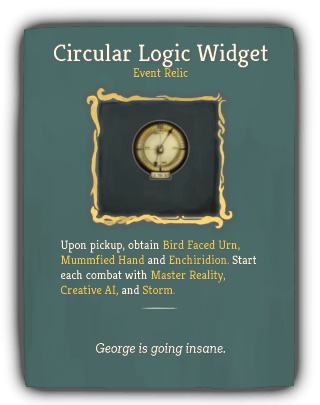 Circular Logic Widget
Event Relic
Upon pickup, obtain Bird Faced Urn,
Mummfied Hand and Enchiridion. Start
each combat with Master Reality,
Creative AI, and Storm.
George is going insane.